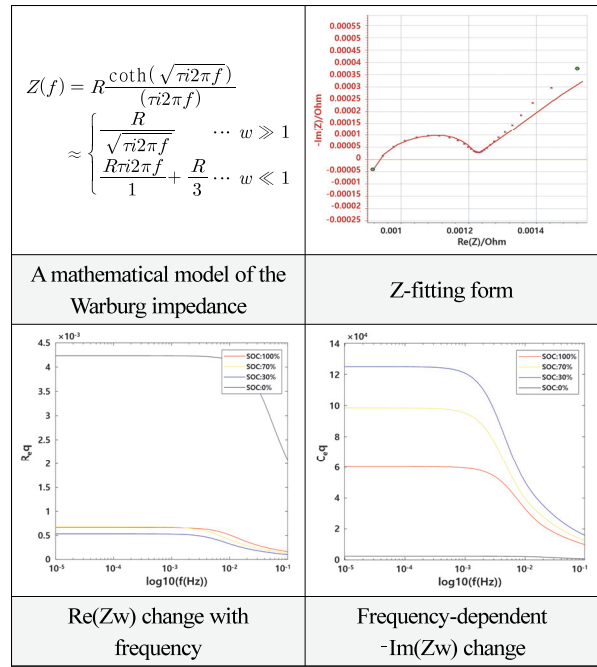 Z(f) = R coth(√τi2πf) / (τi2πf)
≈ { R / √τi2πf ⋯ w ≫ 1
Rτi2πf / 1 + R / 3 ⋯ w ≪ 1
0.00055
0.0005
0.00045
0.0004
0.00035
0.0003
0.00025
0.0002
0.00015
0.0001
0.00005
0
-0.00005
-0.0001
-0.00015
-0.0002
-0.00025
-Im(Z)/Ohm
0.001 0.0012 0.0014
Re(Z)/Ohm
A mathematical model of the
Warburg impedance
Z-fitting form
×10⁻³
4.5
4
3.5
3
2.5
2
1.5
1
0.5
0
R_eq
SOC:100%
SOC:70%
SOC:30%
SOC:0%
10⁻⁵ 10⁻⁴ 10⁻³ 10⁻² 10⁻¹
log10(f(Hz))
×10⁴
14
12
10
8
6
4
2
0
C_eq
SOC:100%
SOC:70%
SOC:30%
SOC:0%
10⁻⁵ 10⁻⁴ 10⁻³ 10⁻² 10⁻¹
log10(f(Hz))
Re(Zw) change with
frequency
Frequency-dependent
-Im(Zw) change